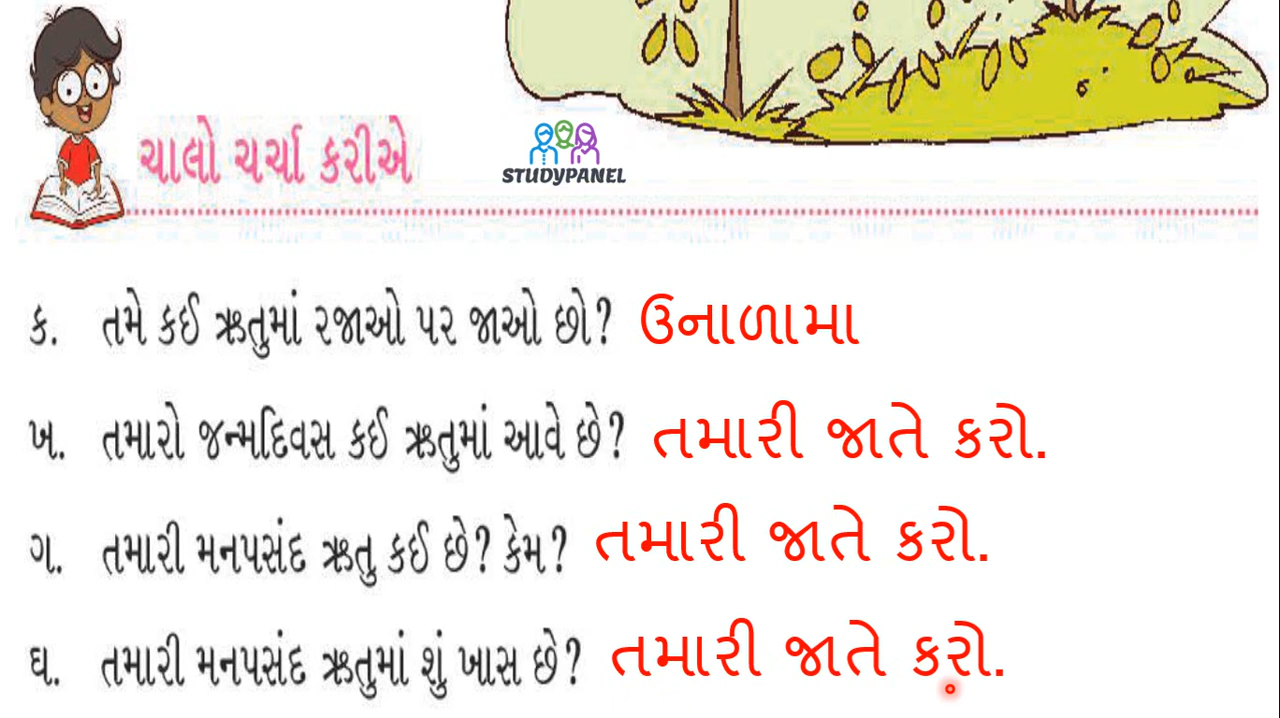 ચાલો ચર્ચા કરીએ
STUDYPANEL
ક. તમે કઈ ઋતુમાં રજાઓ પર જાઓ છો? ઉનાળામા
ખ. તમારો જન્મદિવસ કઈ ઋતુમાં આવે છે? તમારી જાતે કરો.
ગ. તમારી મનપસંદ ઋતુ કઈ છે? કેમ? તમારી જાતે કરો.
ઘ. તમારી મનપસંદ ઋતુમાં શું ખાસ છે? તમારી જાતે કરો.